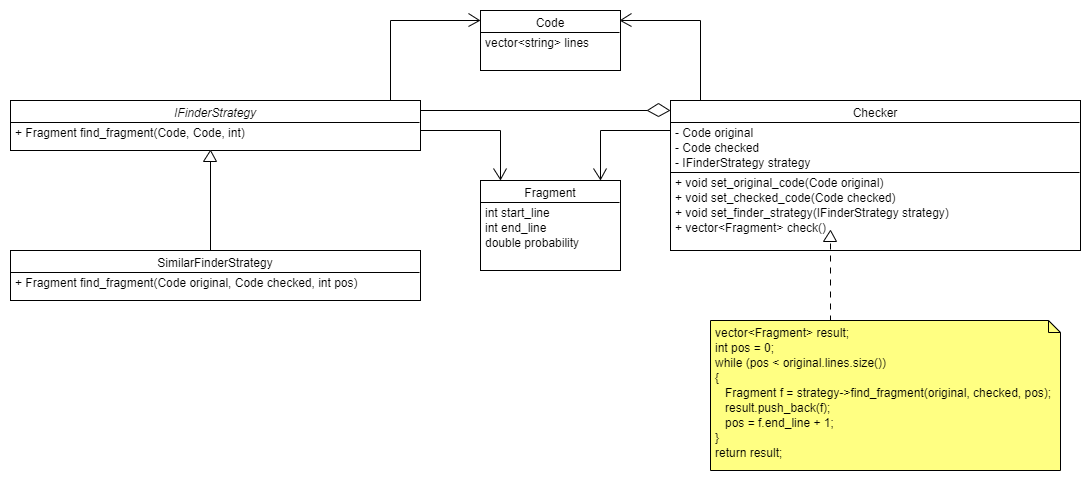 Code
vector<string> lines
IFinderStrategy
+ Fragment find_fragment(Code, Code, int)
Checker
- Code original
- Code checked
- IFinderStrategy strategy
+ void set_original_code(Code original)
+ void set_checked_code(Code checked)
+ void set_finder_strategy(IFinderStrategy strategy)
+ vector<Fragment> check()
Fragment
int start_line
int end_line
double probability
SimilarFinderStrategy
+ Fragment find_fragment(Code original, Code checked, int pos)
vector<Fragment> result;
int pos = 0;
while (pos < original.lines.size())
{
Fragment f = strategy->find_fragment(original, checked, pos);
result.push_back(f);
pos = f.end_line + 1;
}
return result;